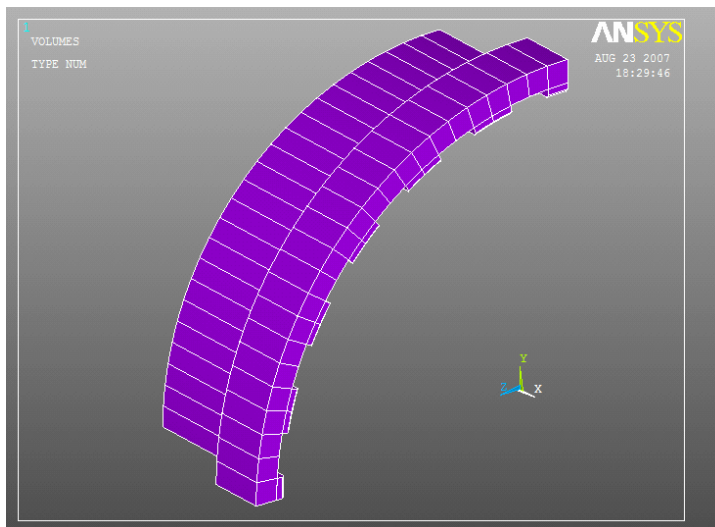 1
VOLUMES
TYPE NUM
ANSYS
AUG 23 2007
18:29:46
Y
Z
X